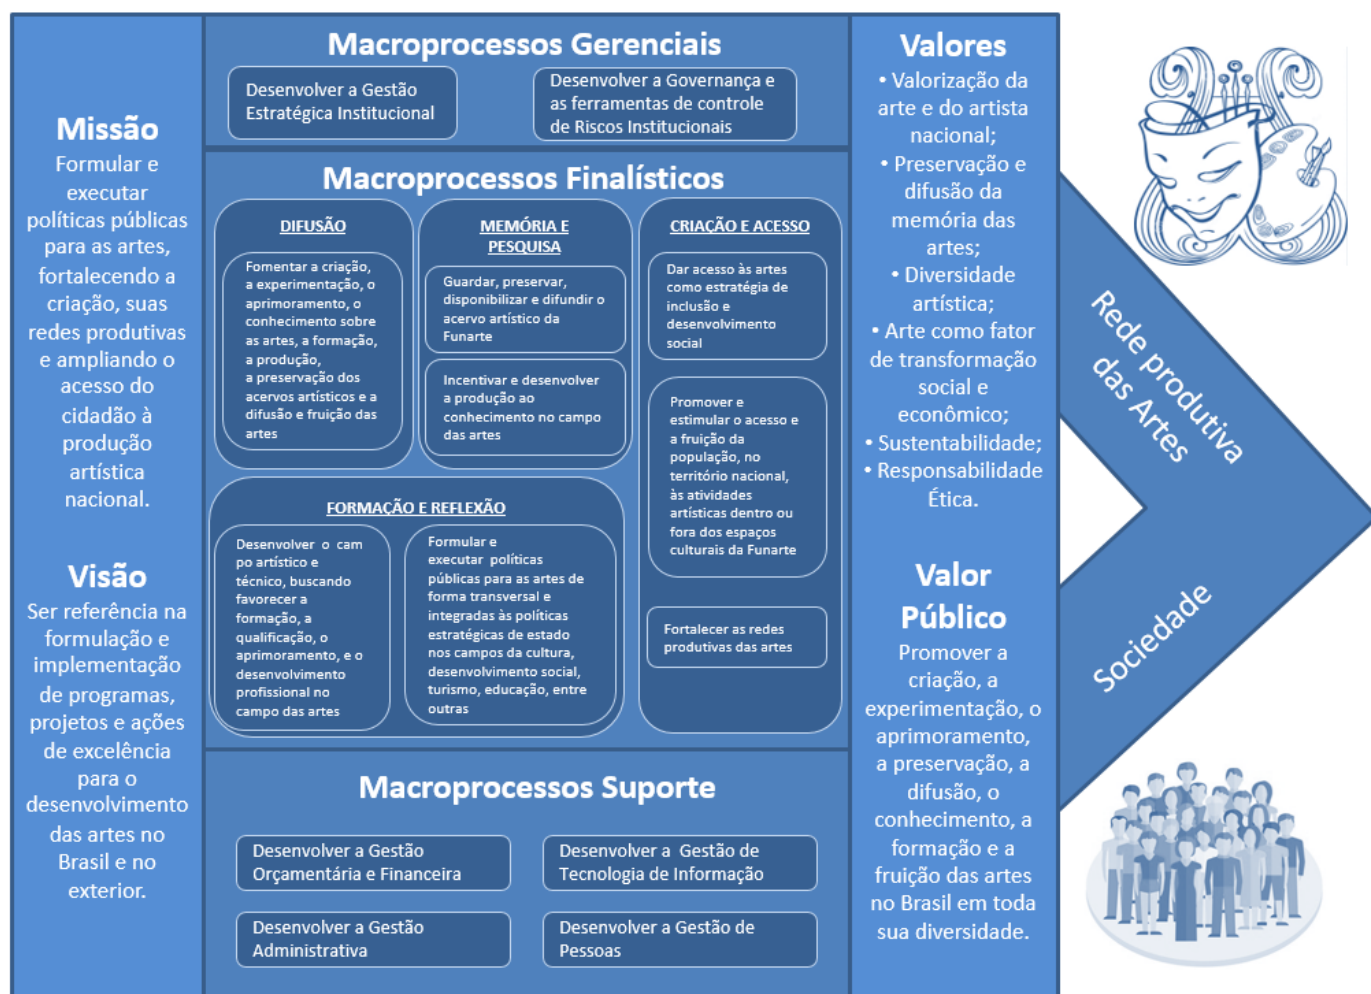 Missão
Formular e
executar
políticas públicas
para as artes,
fortalecendo a
criação, suas
redes produtivas
e ampliando o
acesso do
cidadão à
produção
artística
nacional.
Visão
Ser referência na
formulação e
implementação
de programas,
projetos e ações
de excelência
para o
desenvolvimento
das artes no
Brasil e no
exterior.
Macroprocessos Gerenciais
Desenvolver a Gestão
Estratégica Institucional
Desenvolver a Governança e
as ferramentas de controle
de Riscos Institucionais
Macroprocessos Finalísticos
DIFUSÃO
Fomentar a criação,
a experimentação, o
aprimoramento, o
conhecimento sobre
as artes, a formação,
a produção,
a preservação dos
acervos artísticos e a
difusão e fruição das
artes
MEMÓRIA E
PESQUISA
Guardar, preservar,
disponibilizar e difundir o
acervo artístico da
Funarte
Incentivar e desenvolver
a produção ao
conhecimento no campo
das artes
CRIAÇÃO E ACESSO
Dar acesso às artes
como estratégia de
inclusão e
desenvolvimento
social
Promover e
estimular o acesso e
a fruição da
população, no
território nacional,
às atividades
artísticas dentro ou
fora dos espaços
culturais da Funarte
Fortalecer as redes
produtivas das artes
FORMAÇÃO E REFLEXÃO
Desenvolver o cam
po artístico e
técnico, buscando
favorecer a
formação, a
qualificação, o
aprimoramento, e o
desenvolvimento
profissional no
campo das artes
Formular e
executar políticas
públicas para as artes de
forma transversal e
integradas às políticas
estratégicas de estado
nos campos da cultura,
desenvolvimento social,
turismo, educação, entre
outras
Macroprocessos Suporte
Desenvolver a Gestão
Orçamentária e Financeira
Desenvolver a Gestão de
Tecnologia de Informação
Desenvolver a Gestão
Administrativa
Desenvolver a Gestão de
Pessoas
Valores
• Valorização da
arte e do artista
nacional;
• Preservação e
difusão da
memória das
artes;
• Diversidade
artística;
• Arte como fator
de transformação
social e
econômico;
• Sustentabilidade;
• Responsabilidade
Ética.
Valor
Público
Promover a
criação, a
experimentação, o
aprimoramento,
a preservação, a
difusão, o
conhecimento, a
formação e a
fruição das artes
no Brasil em toda
sua diversidade.
Rede produtiva
das Artes
Sociedade